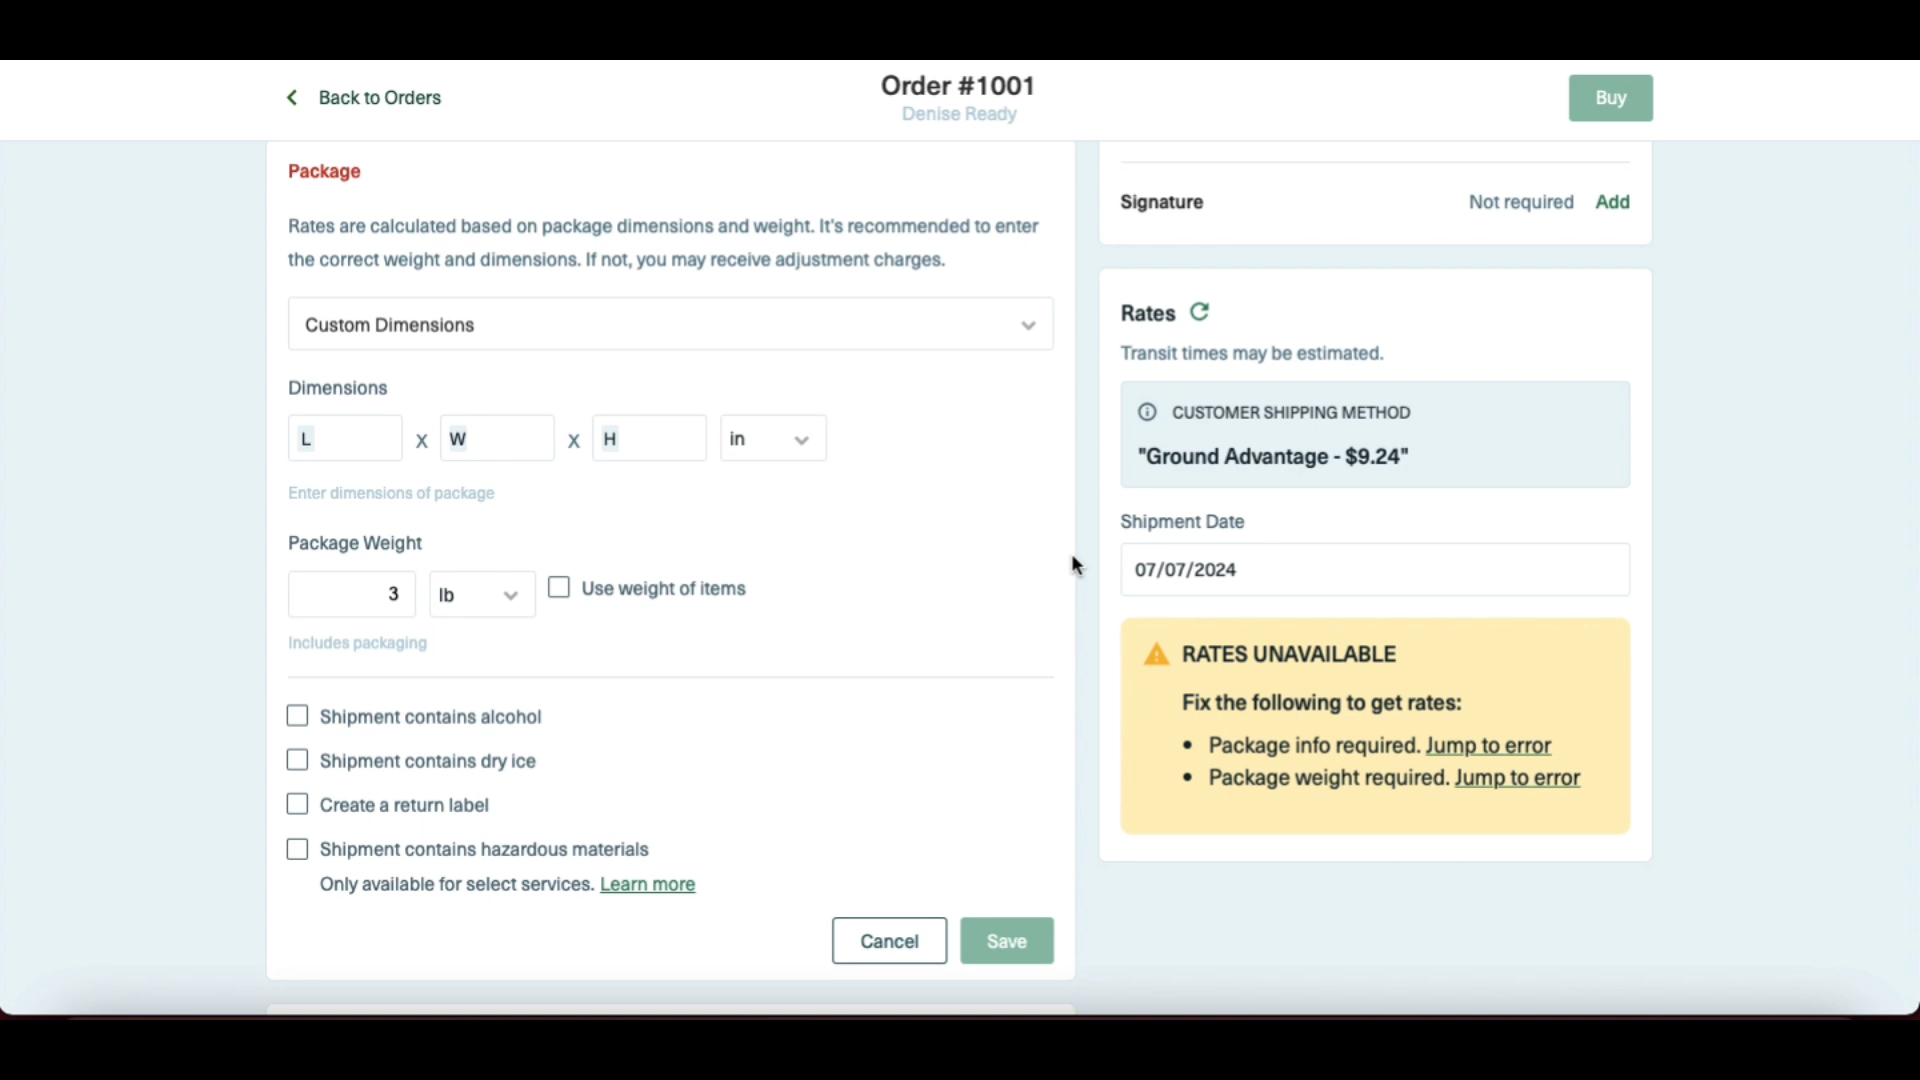 Back to Orders
Order #1001
Denise Ready
Buy
Package
Rates are calculated based on package dimensions and weight. It's recommended to enter
the correct weight and dimensions. If not, you may receive adjustment charges.
Custom Dimensions
Dimensions
L x W x H in
Enter dimensions of package
Package Weight
3 lb Use weight of items
Includes packaging
Shipment contains alcohol
Shipment contains dry ice
Create a return label
Shipment contains hazardous materials
Only available for select services. Learn more
Cancel Save
Signature Not required Add
Rates
Transit times may be estimated.
CUSTOMER SHIPPING METHOD
"Ground Advantage - $9.24"
Shipment Date
07/07/2024
RATES UNAVAILABLE
Fix the following to get rates:
• Package info required. Jump to error
• Package weight required. Jump to error